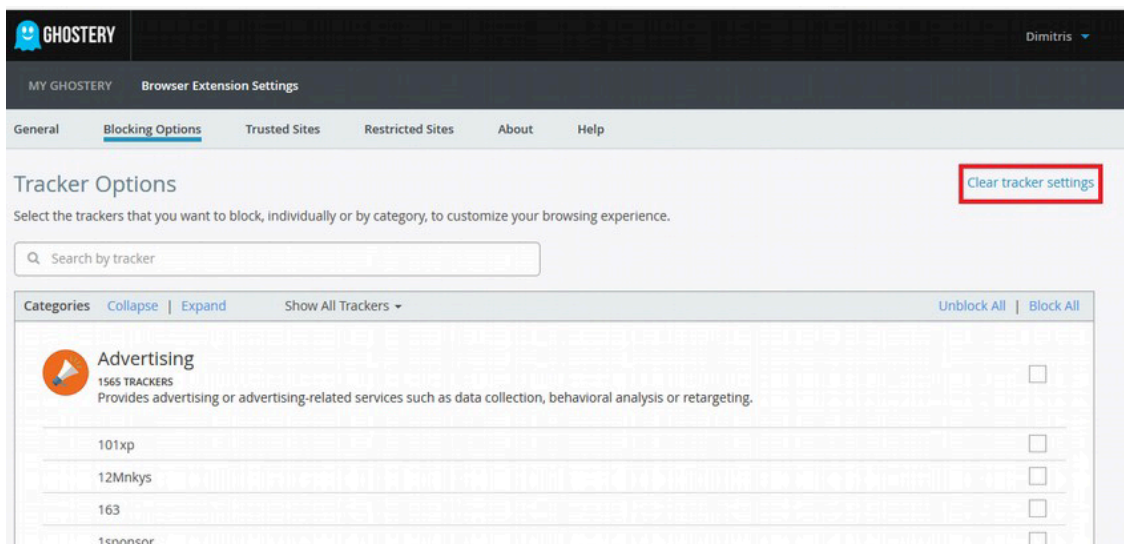 GHOSTERY
Dimitris
MY GHOSTERY Browser Extension Settings
General Blocking Options Trusted Sites Restricted Sites About Help
Tracker Options
Clear tracker settings
Select the trackers that you want to block, individually or by category, to customize your browsing experience.
Search by tracker
Categories Collapse | Expand Show All Trackers Unblock All | Block All
Advertising
1565 TRACKERS
Provides advertising or advertising-related services such as data collection, behavioral analysis or retargeting.
101xp
12Mnkys
163
1sponsor